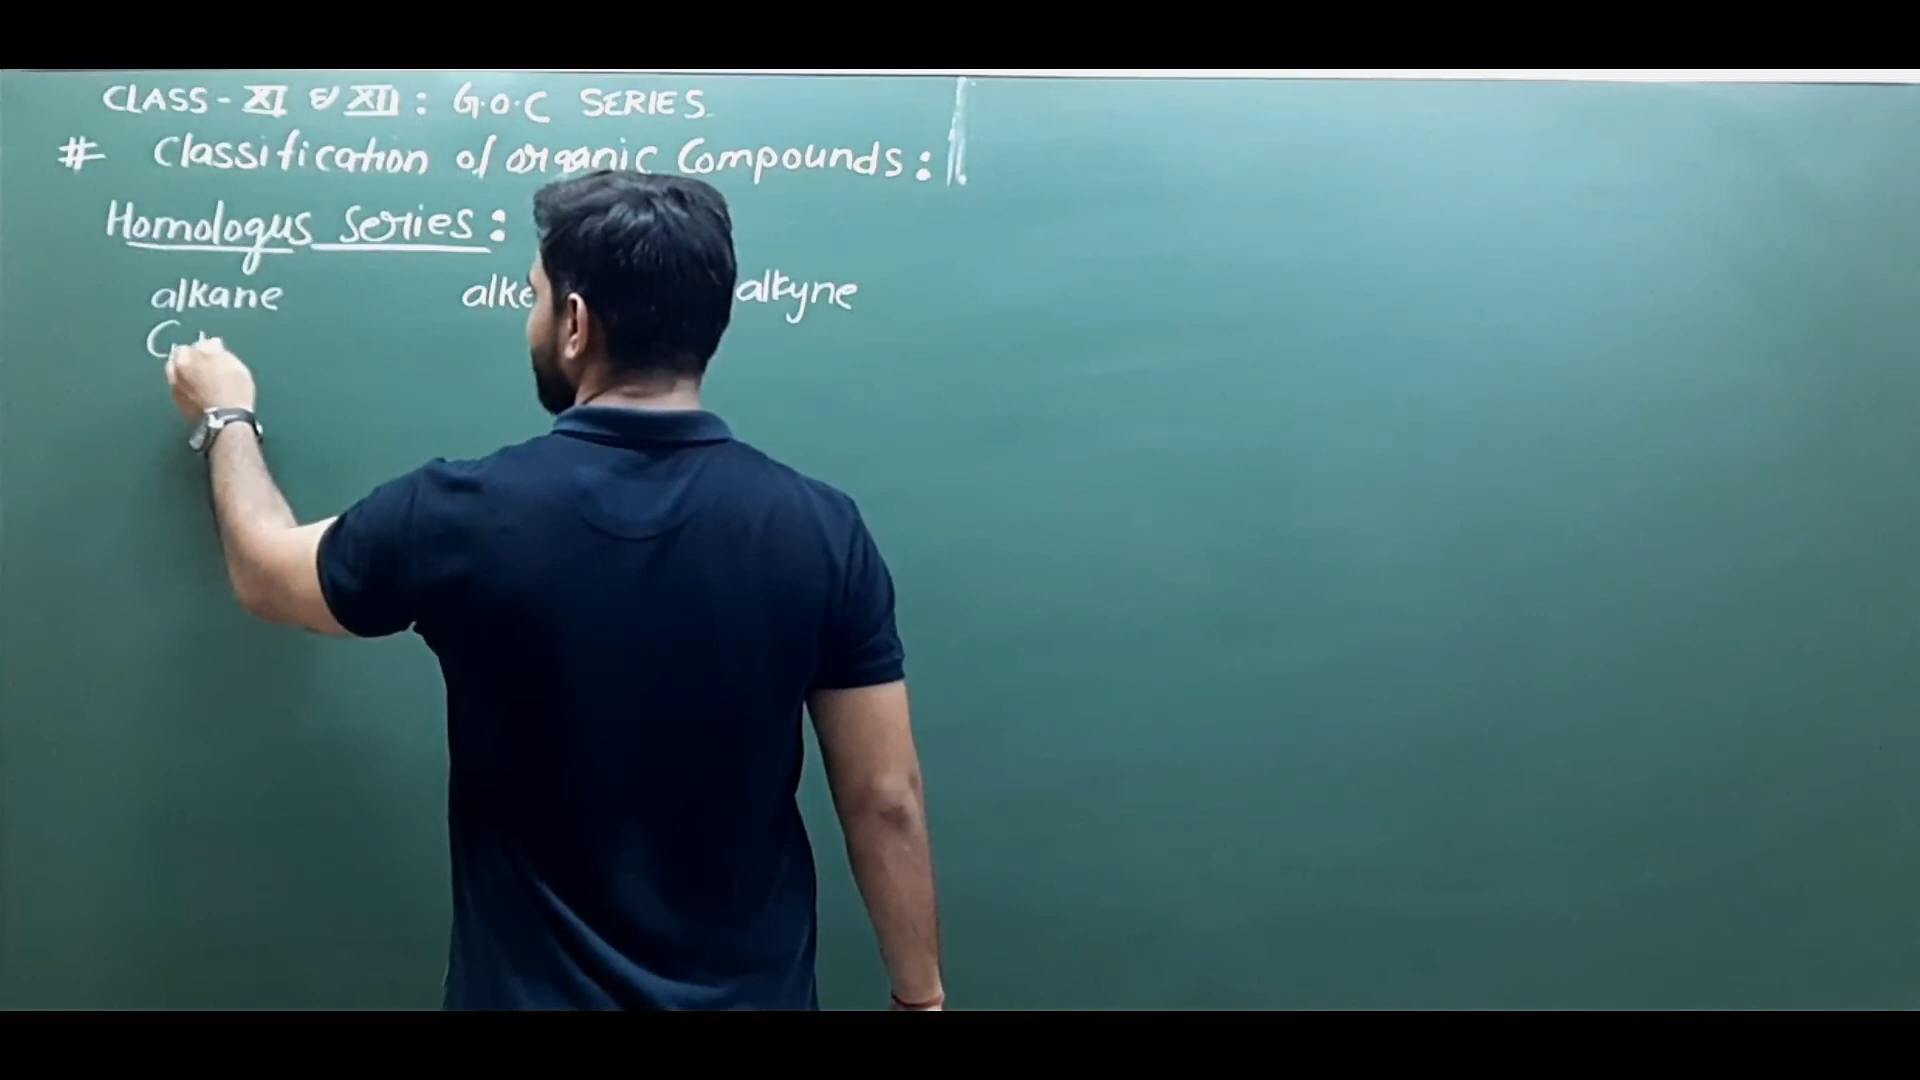 CLASS - XI & XII : G.O.C SERIES.
# Classification of organic Compounds :
Homologus series :
alkane alkyne